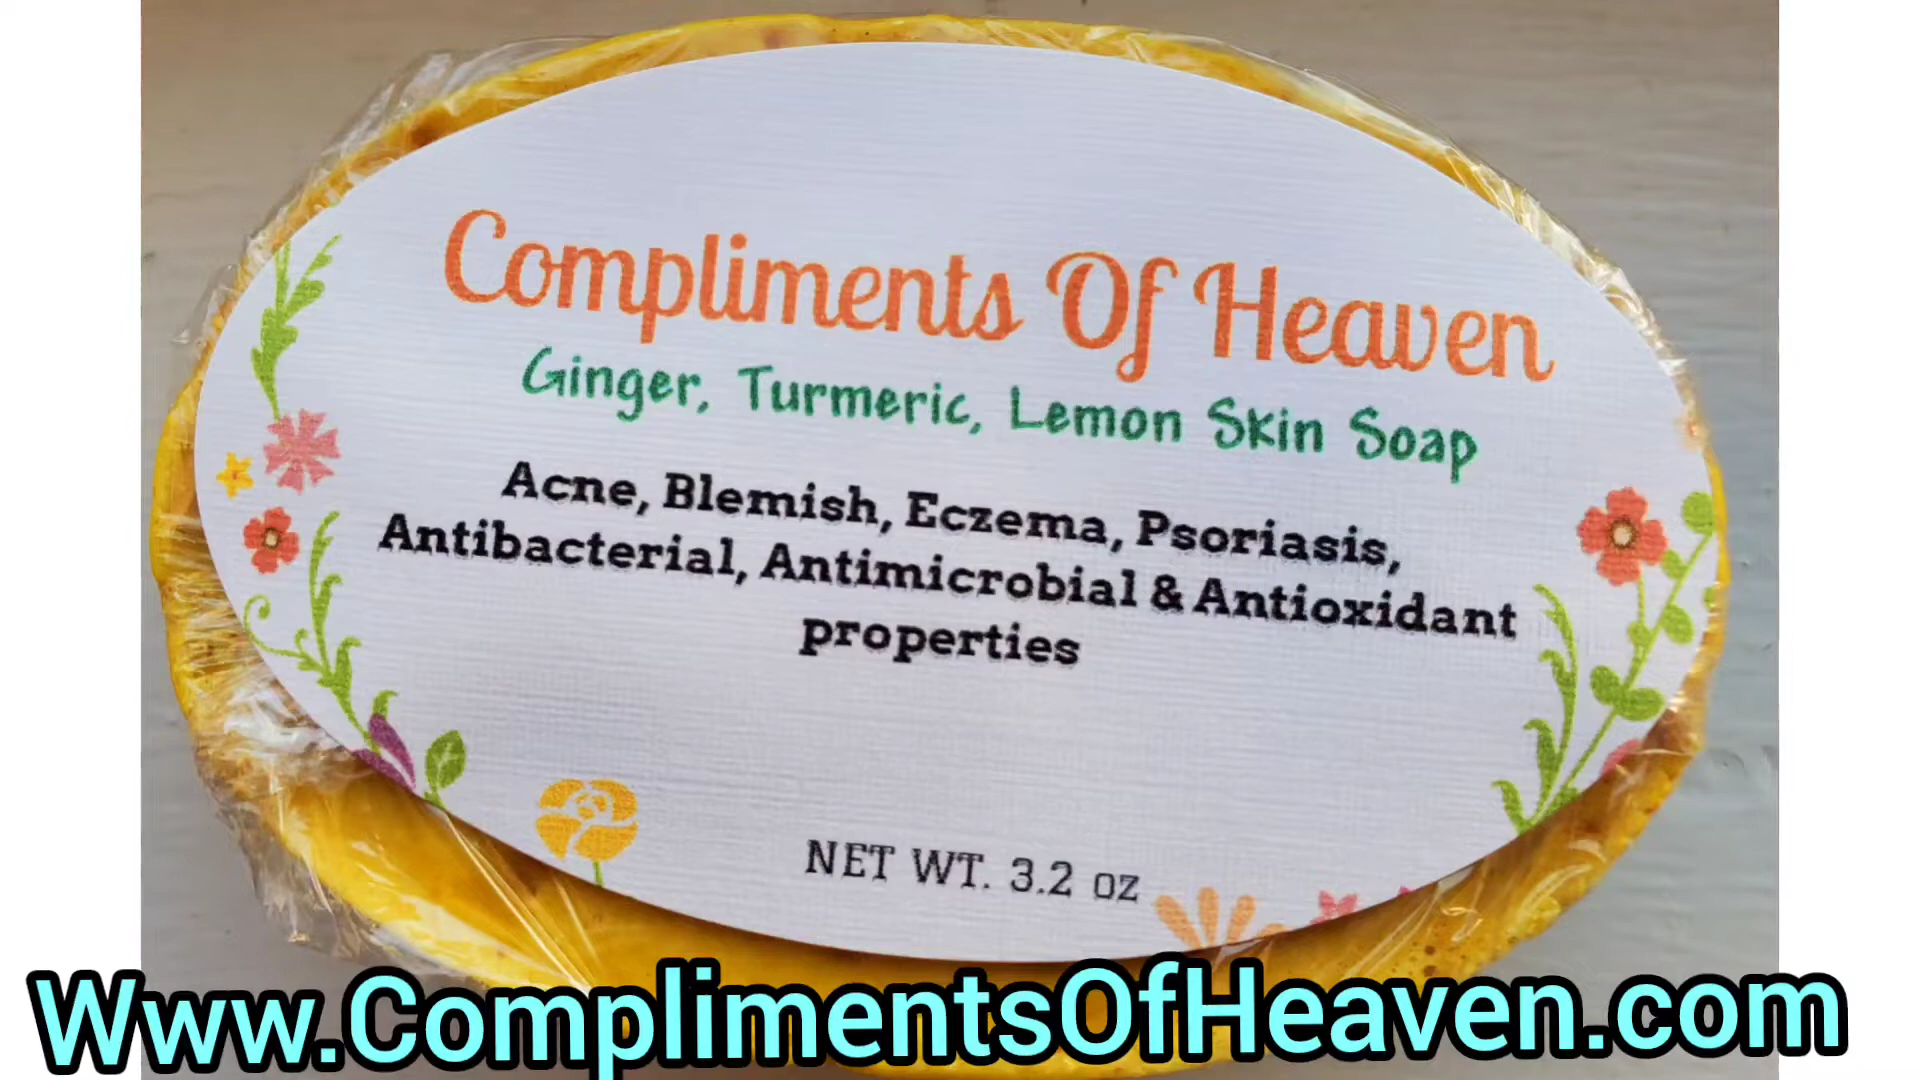 Compliments Of Heaven
Ginger, Turmeric, Lemon Skin Soap
Acne, Blemish, Eczema, Psoriasis,
Antibacterial, Antimicrobial & Antioxidant
properties
NET WT. 3.2 oz
Www.ComplimentsOfHeaven.com